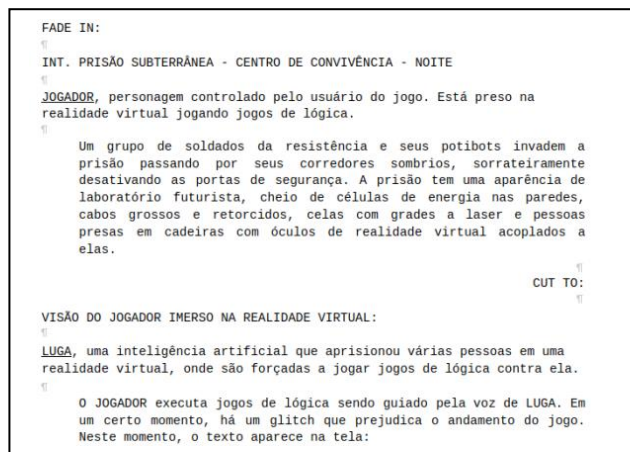 FADE IN:
¶
INT. PRISÃO SUBTERRÂNEA - CENTRO DE CONVIVÊNCIA - NOITE
¶
JOGADOR, personagem controlado pelo usuário do jogo. Está preso na
realidade virtual jogando jogos de lógica.
¶
Um grupo de soldados da resistência e seus potibots invadem a
prisão passando por seus corredores sombrios, sorrateiramente
desativando as portas de segurança. A prisão tem uma aparência de
laboratório futurista, cheio de células de energia nas paredes,
cabos grossos e retorcidos, celas com grades a laser e pessoas
presas em cadeiras com óculos de realidade virtual acoplados a
elas.
¶
CUT TO:
¶
VISÃO DO JOGADOR IMERSO NA REALIDADE VIRTUAL:
¶
LUGA, uma inteligência artificial que aprisionou várias pessoas em uma
realidade virtual, onde são forçadas a jogar jogos de lógica contra ela.
¶
O JOGADOR executa jogos de lógica sendo guiado pela voz de LUGA. Em
um certo momento, há um glitch que prejudica o andamento do jogo.
Neste momento, o texto aparece na tela: